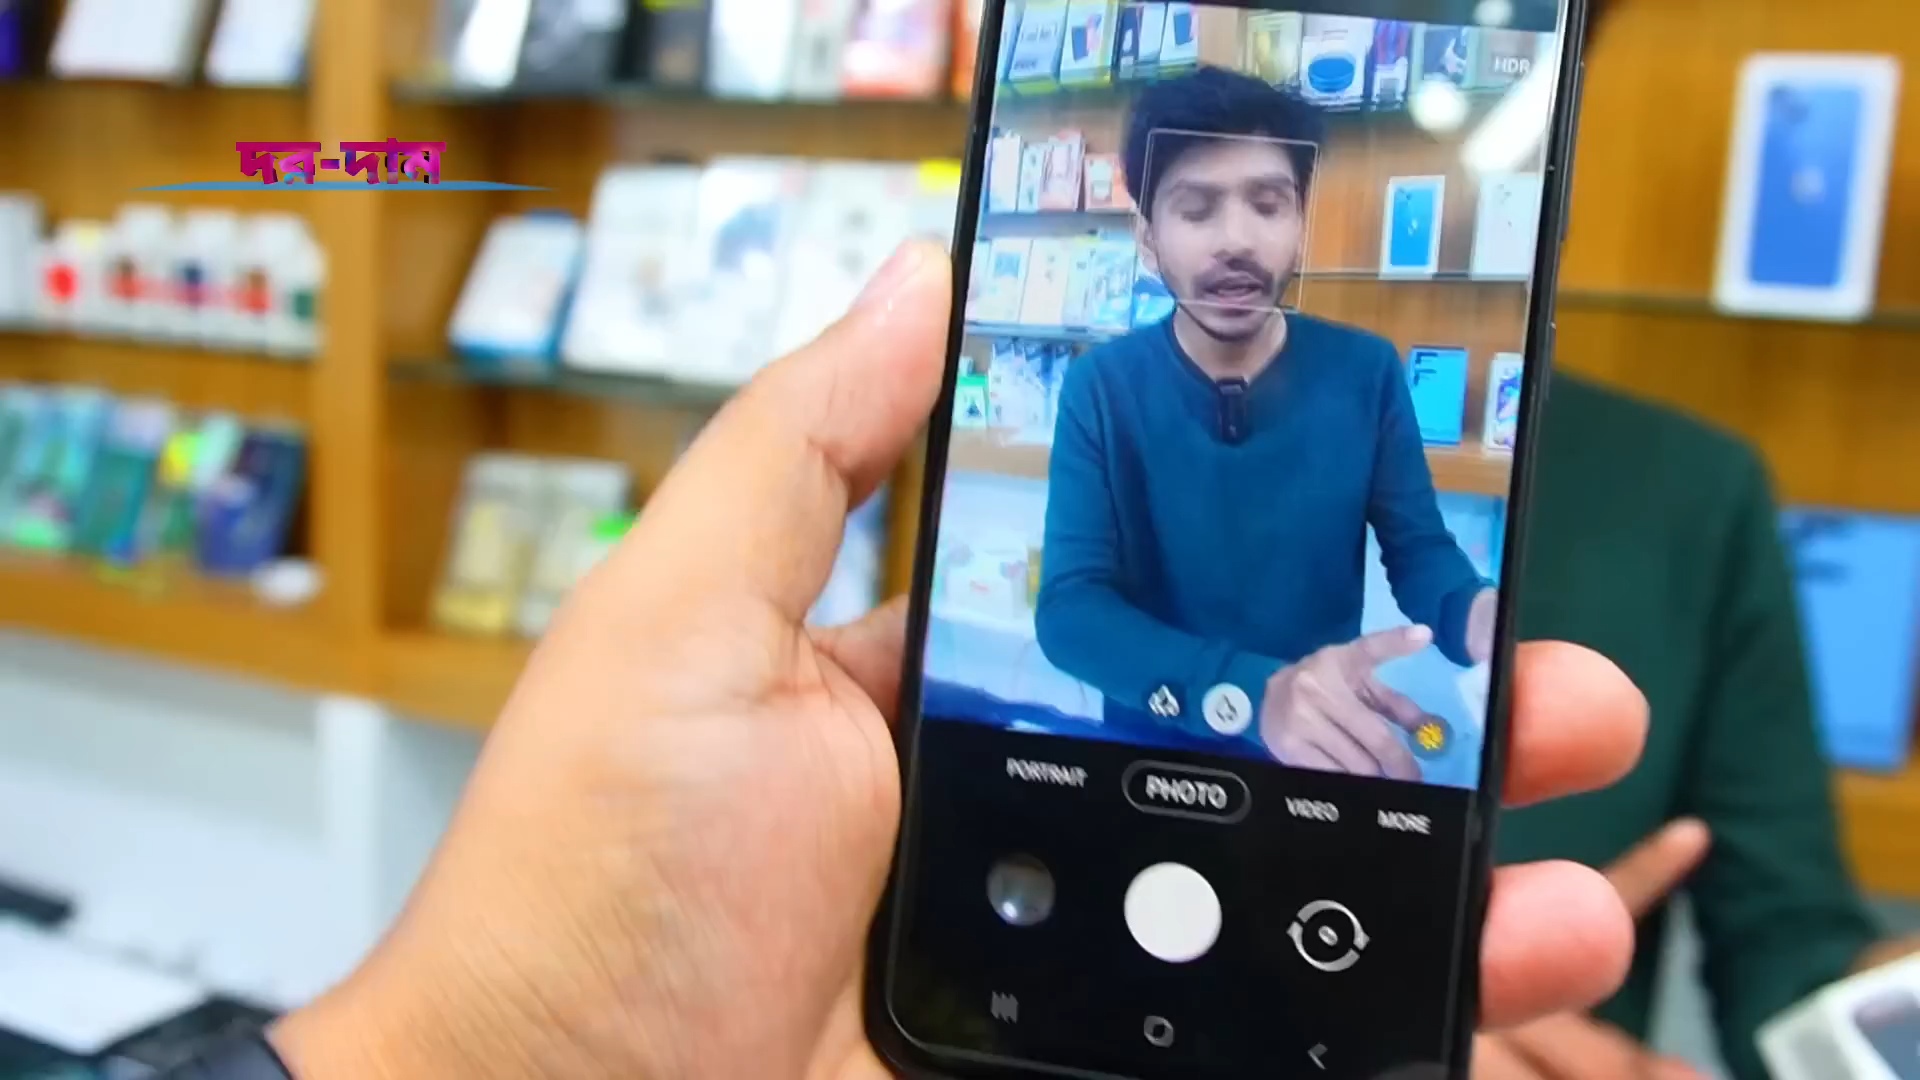 দর-দাম
HDR
PORTRAIT
PHOTO
VIDEO
MORE